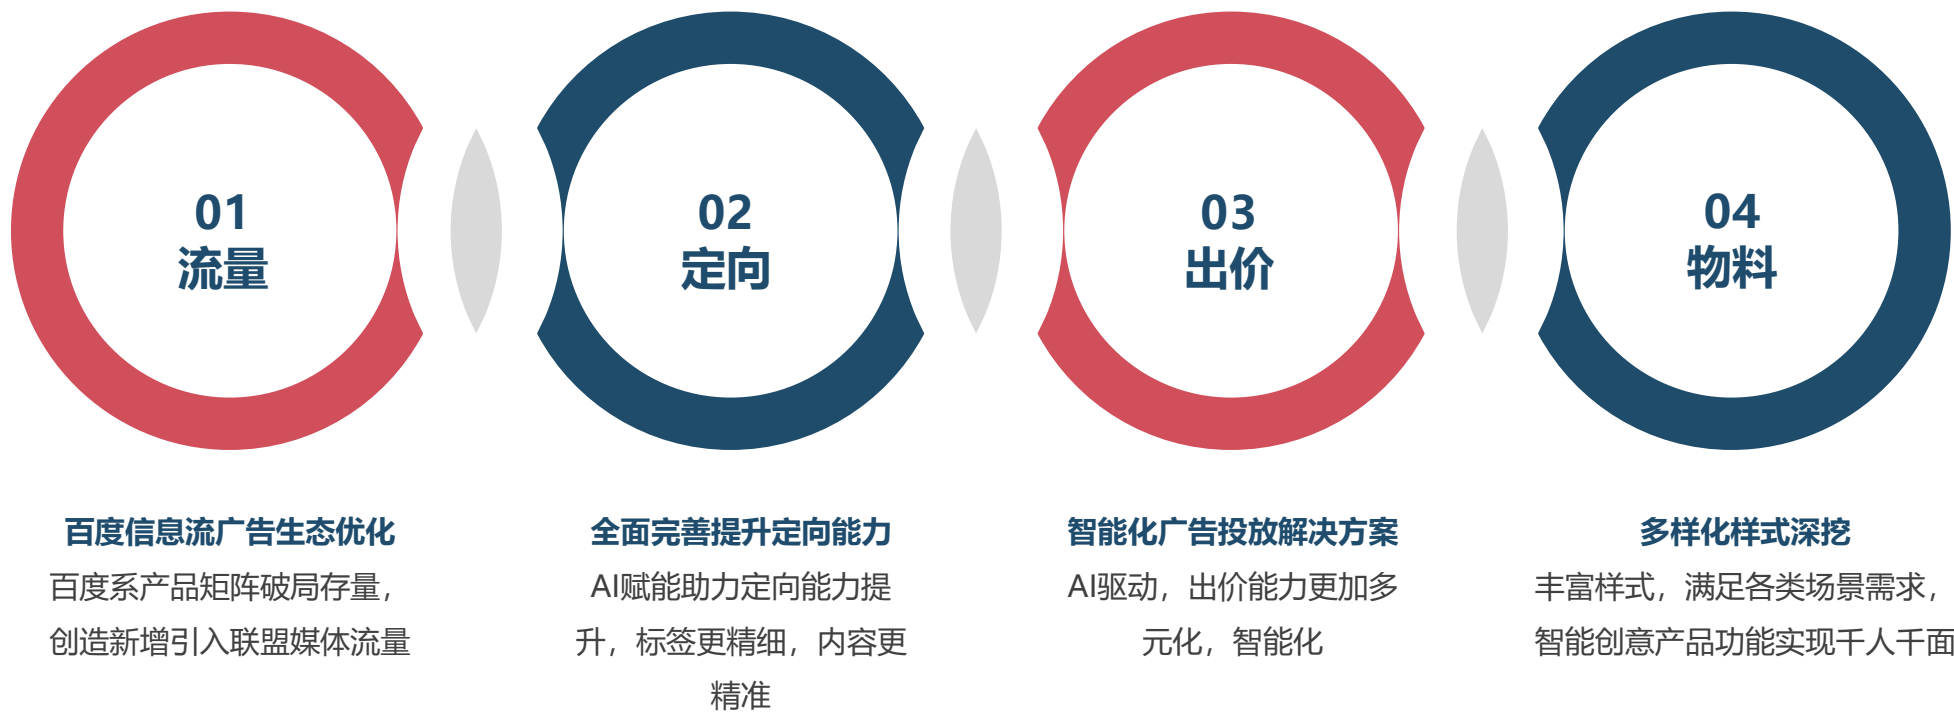 01
流量
02
定向
03
出价
04
物料
百度信息流广告生态优化
百度系产品矩阵破局存量，
创造新增引入联盟媒体流量
全面完善提升定向能力
AI赋能助力定向能力提
升，标签更精细，内容更
精准
智能化广告投放解决方案
AI驱动，出价能力更加多
元化，智能化
多样化样式深挖
丰富样式，满足各类场景需求，
智能创意产品功能实现千人千面